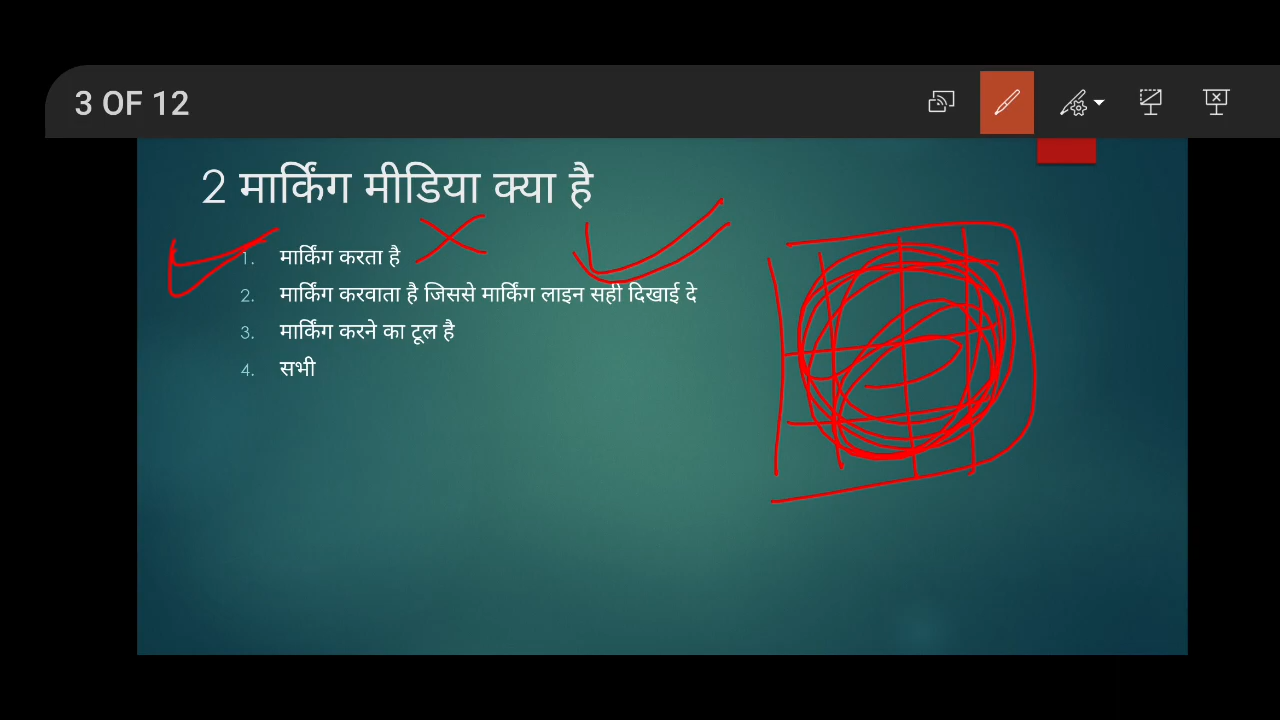 3 OF 12
2 मार्किंग मीडिया क्या है
1. मार्किंग करता है
2. मार्किंग करवाता है जिससे मार्किंग लाइन सही दिखाई दे
3. मार्किंग करने का टूल है
4. सभी